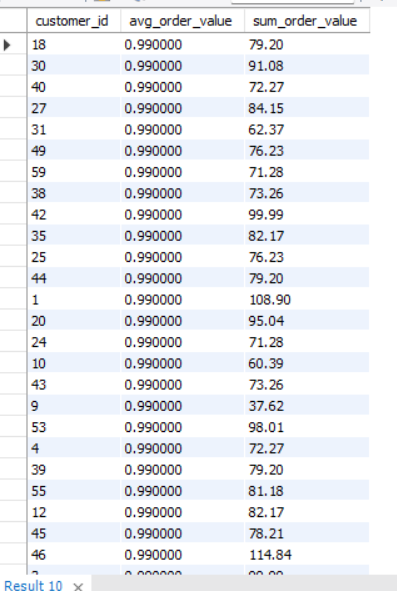 customer_id avg_order_value sum_order_value
18 0.990000 79.20
30 0.990000 91.08
40 0.990000 72.27
27 0.990000 84.15
31 0.990000 62.37
49 0.990000 76.23
59 0.990000 71.28
38 0.990000 73.26
42 0.990000 99.99
35 0.990000 82.17
25 0.990000 76.23
44 0.990000 79.20
1 0.990000 108.90
20 0.990000 95.04
24 0.990000 71.28
10 0.990000 60.39
43 0.990000 73.26
9 0.990000 37.62
53 0.990000 98.01
4 0.990000 72.27
39 0.990000 79.20
55 0.990000 81.18
12 0.990000 82.17
45 0.990000 78.21
46 0.990000 114.84
Result 10